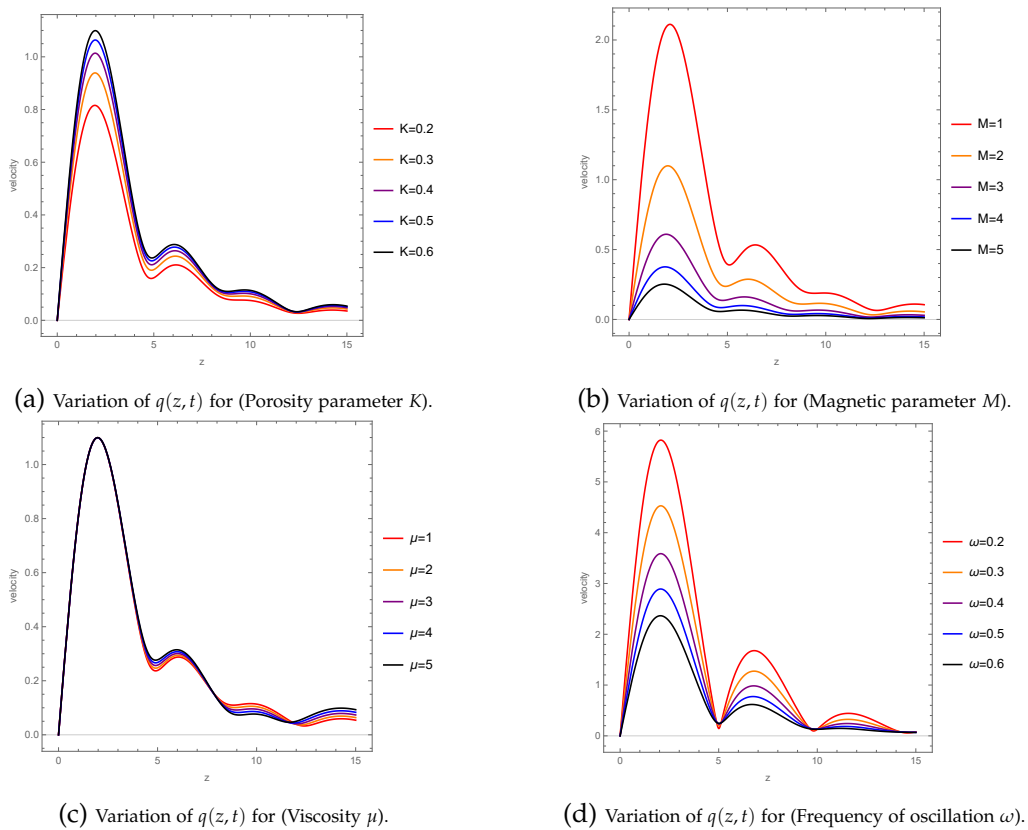 1.0
0.8
0.6
0.4
0.2
0.0
velocity
0
5
10
15
z
K=0.2
K=0.3
K=0.4
K=0.5
K=0.6
(a) Variation of q(z, t) for (Porosity parameter K).
2.0
1.5
1.0
0.5
0.0
velocity
0
5
10
15
z
M=1
M=2
M=3
M=4
M=5
(b) Variation of q(z, t) for (Magnetic parameter M).
1.0
0.8
0.6
0.4
0.2
0.0
velocity
0
5
10
15
z
μ=1
μ=2
μ=3
μ=4
μ=5
(c) Variation of q(z, t) for (Viscosity μ).
6
5
4
3
2
1
0
velocity
0
5
10
15
z
ω=0.2
ω=0.3
ω=0.4
ω=0.5
ω=0.6
(d) Variation of q(z, t) for (Frequency of oscillation ω).